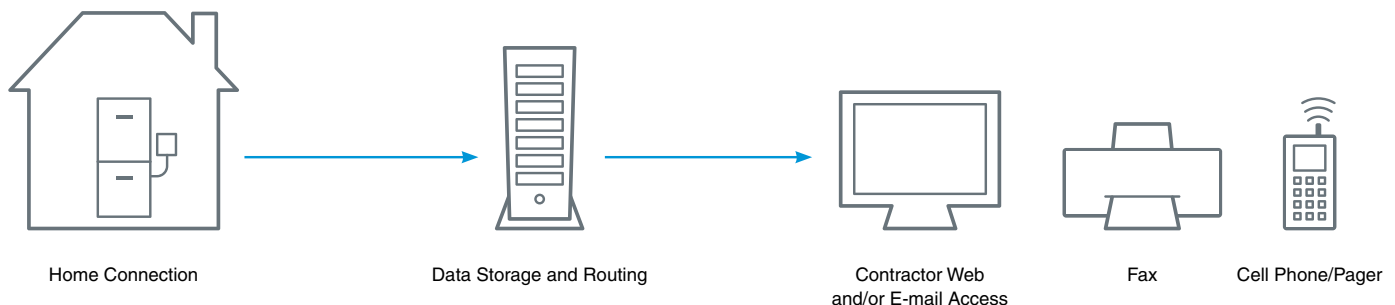 Home Connection
Data Storage and Routing
Contractor Web
and/or E-mail Access
Fax
Cell Phone/Pager